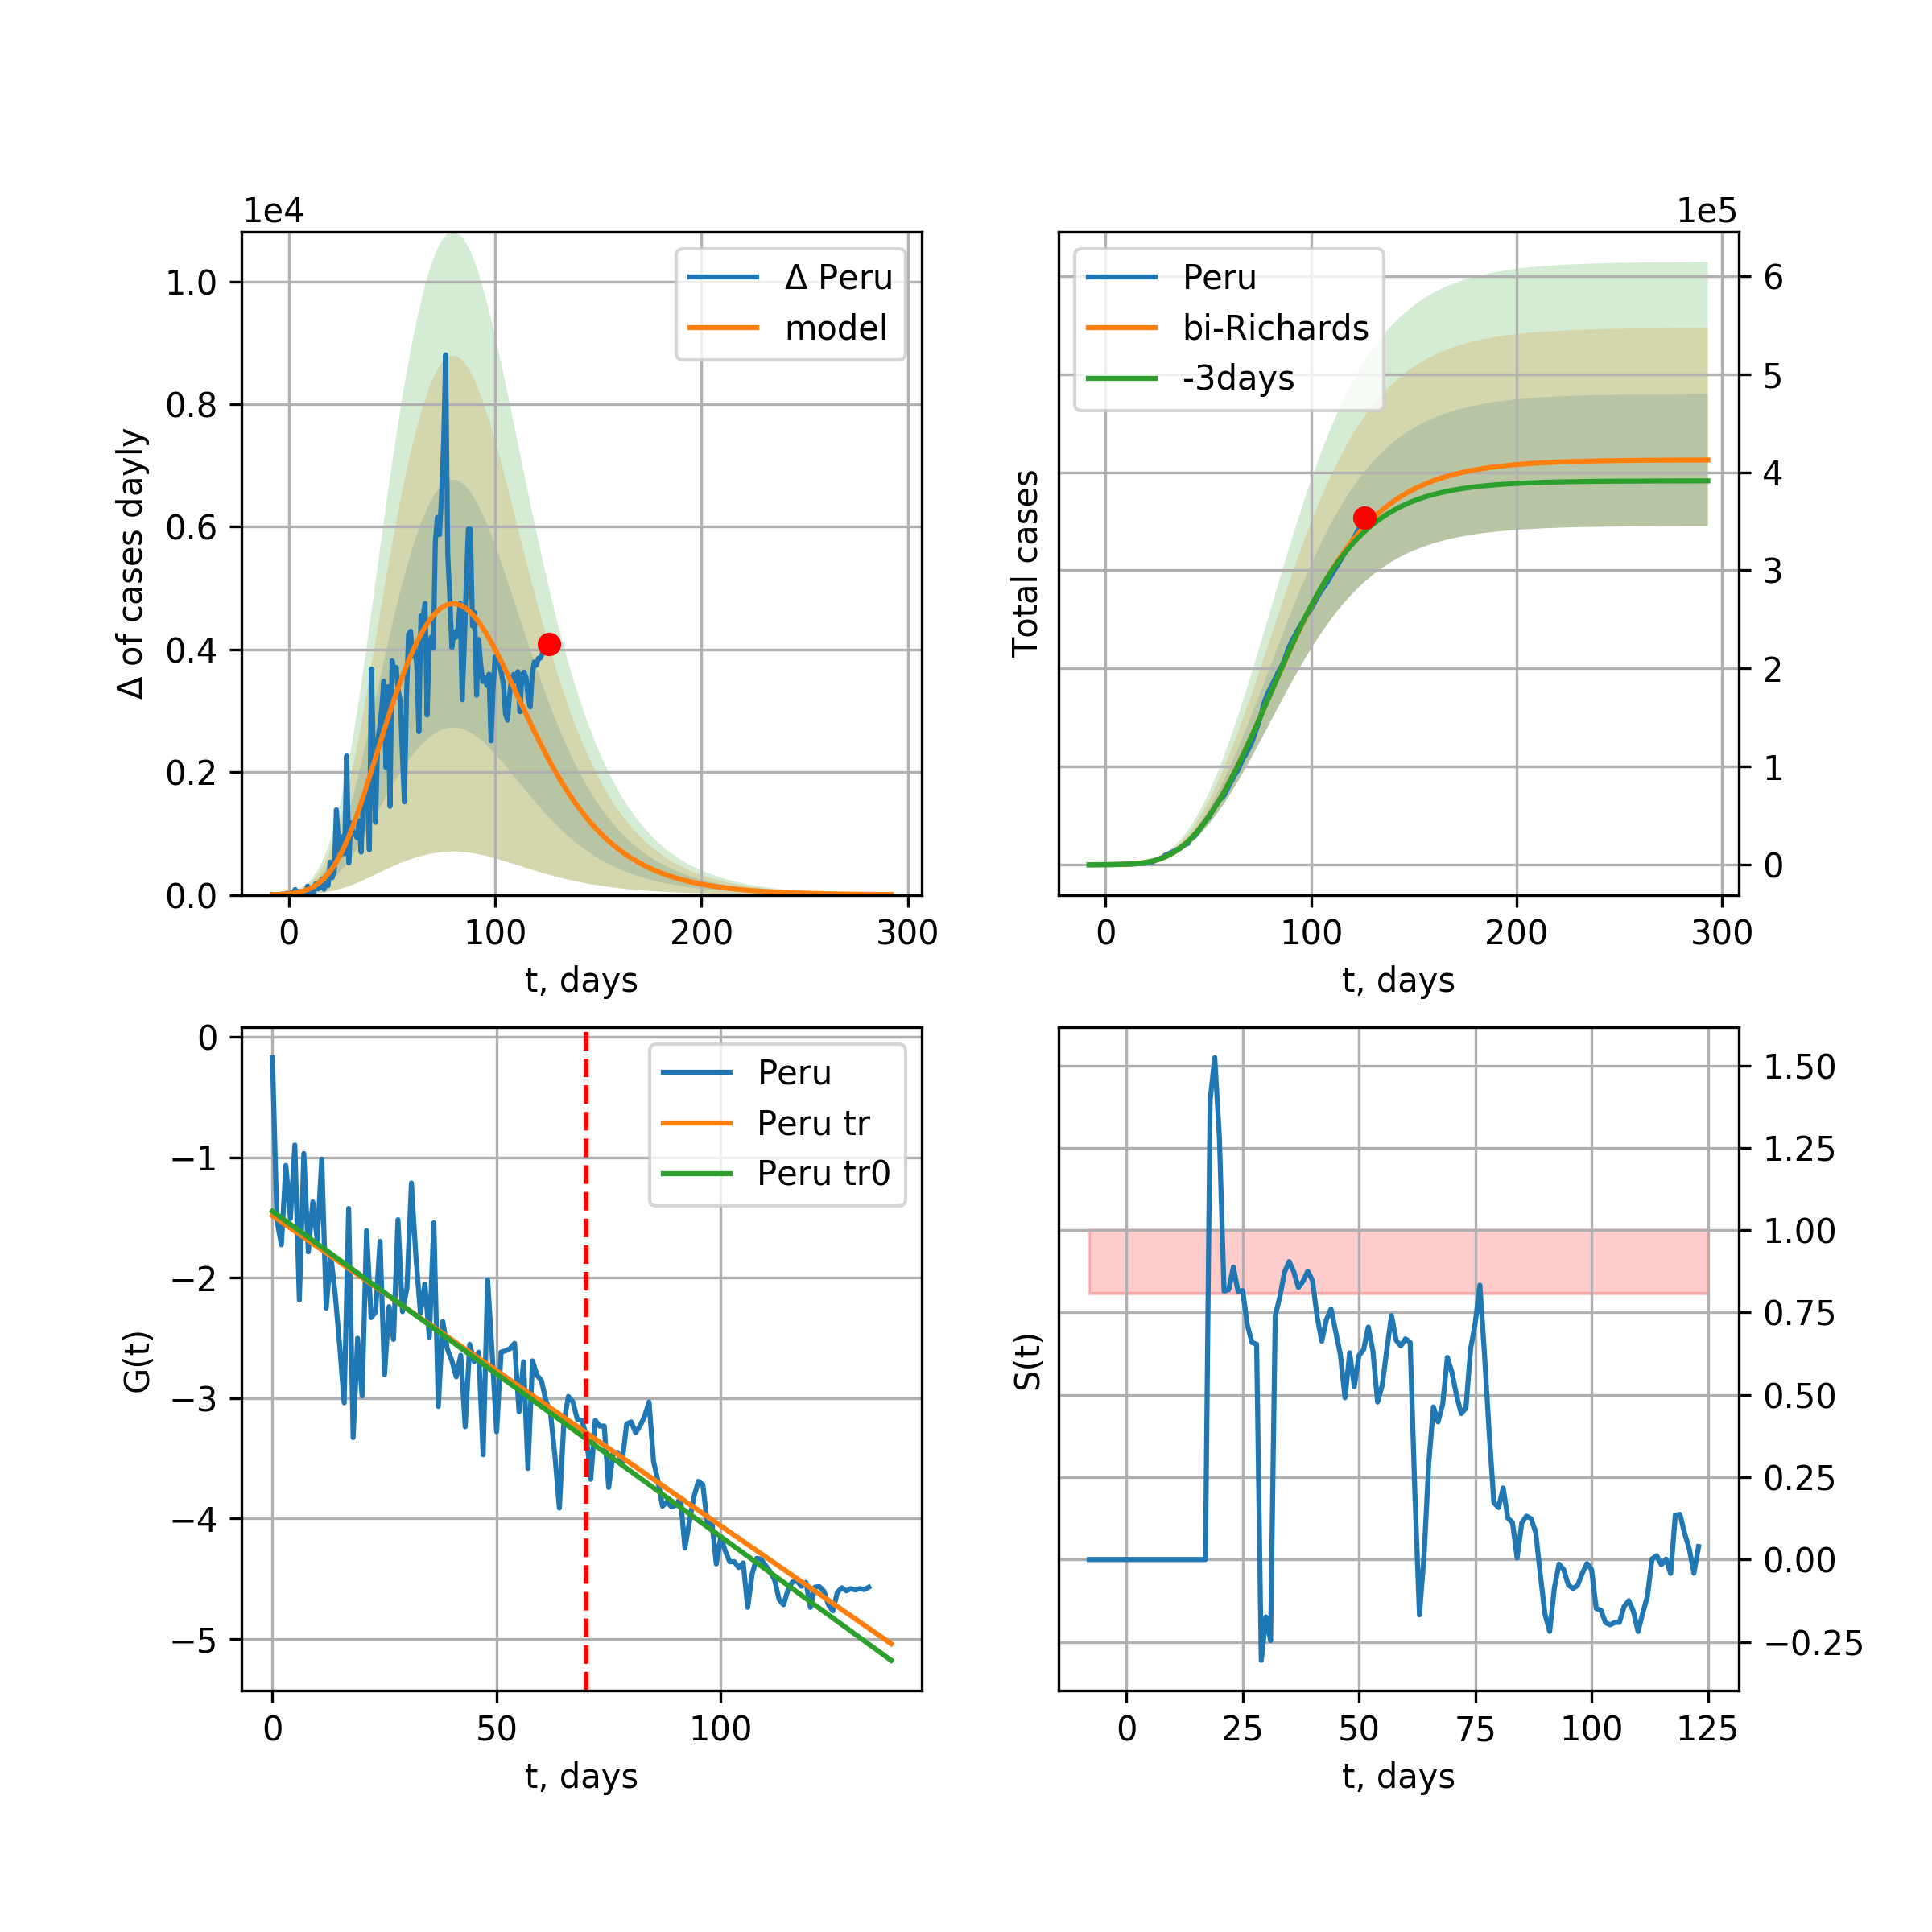 1e4
Δ of cases dayly
1.0
0.8
0.6
0.4
0.2
0.0
0 100 200 300
t, days
Δ Peru
model
1e5
Total cases
6
5
4
3
2
1
0
0 100 200 300
t, days
Peru
bi-Richards
-3days
G(t)
0
−1
−2
−3
−4
−5
0 50 100
t, days
Peru
Peru tr
Peru tr0
S(t)
1.50
1.25
1.00
0.75
0.50
0.25
0.00
−0.25
0 25 50 75 100 125
t, days